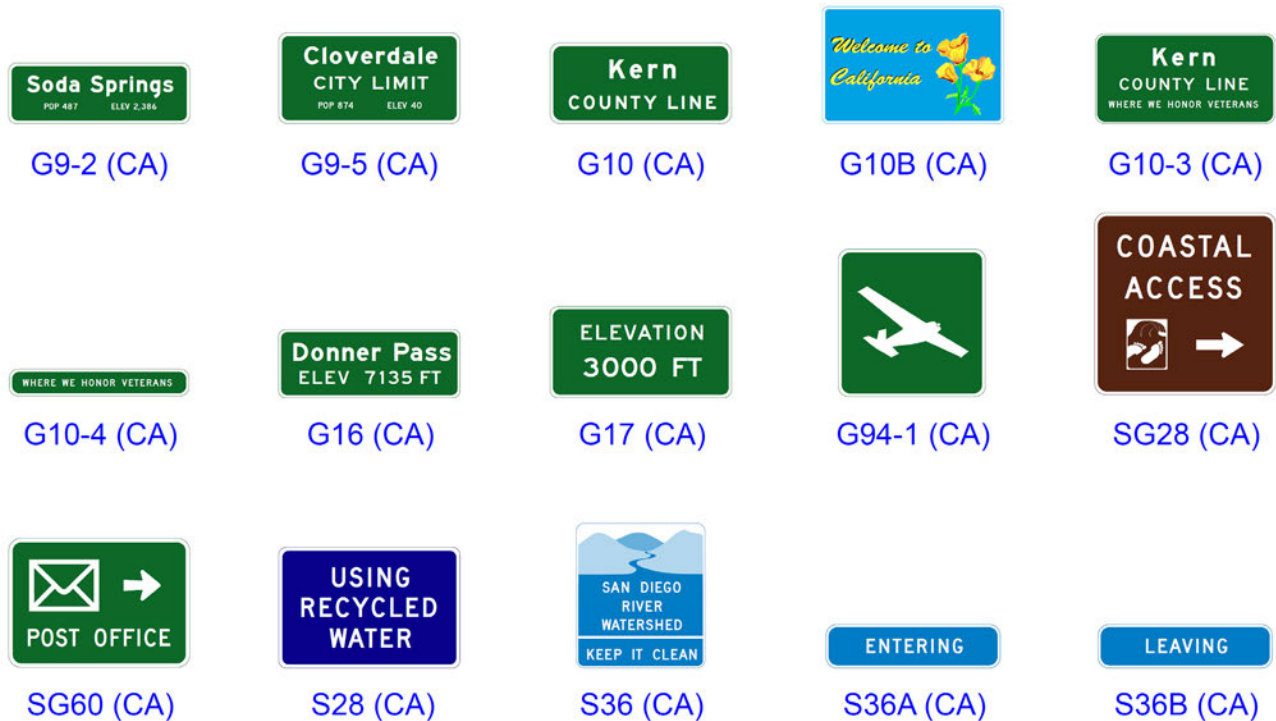 Soda Springs
POP 487 ELEV 2,386
G9-2 (CA)
Cloverdale
CITY LIMIT
POP 874 ELEV 40
G9-5 (CA)
Kern
COUNTY LINE
G10 (CA)
Welcome to
California
G10B (CA)
Kern
COUNTY LINE
WHERE WE HONOR VETERANS
G10-3 (CA)
WHERE WE HONOR VETERANS
G10-4 (CA)
Donner Pass
ELEV 7135 FT
G16 (CA)
ELEVATION
3000 FT
G17 (CA)
G94-1 (CA)
COASTAL
ACCESS
SG28 (CA)
POST OFFICE
SG60 (CA)
USING
RECYCLED
WATER
S28 (CA)
SAN DIEGO
RIVER
WATERSHED
KEEP IT CLEAN
S36 (CA)
ENTERING
S36A (CA)
LEAVING
S36B (CA)